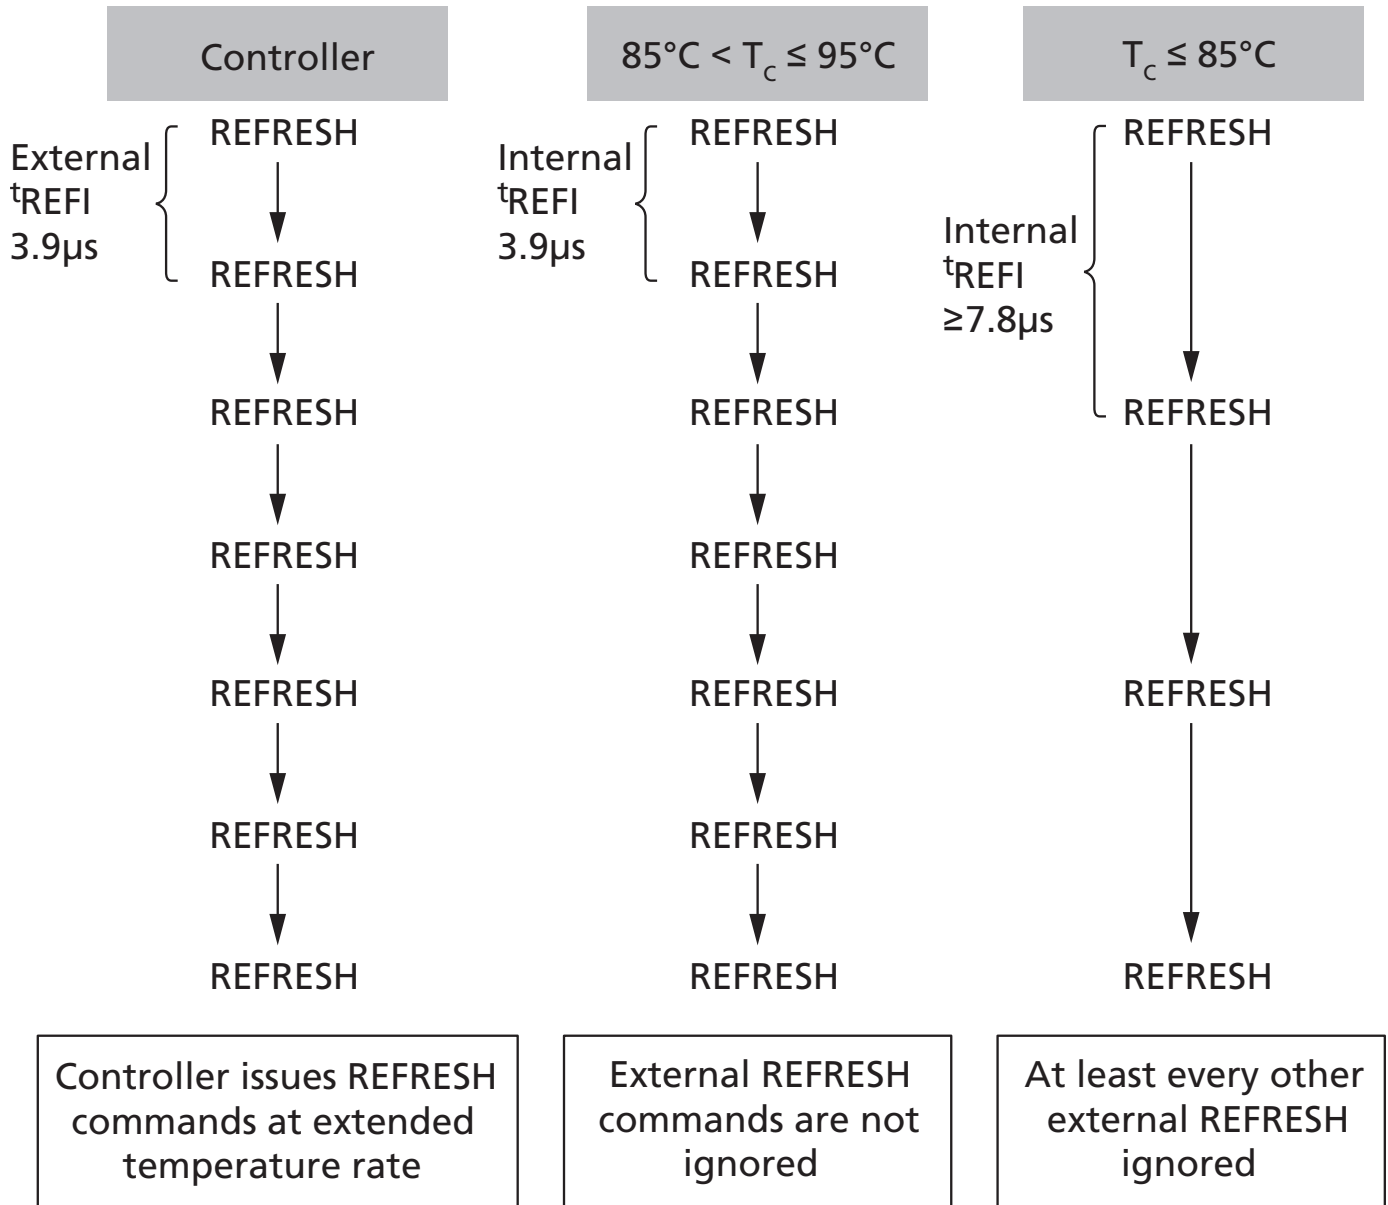 Controller
85°C < TC ≤ 95°C
TC ≤ 85°C
External
tREFI
3.9µs
REFRESH
REFRESH
REFRESH
REFRESH
REFRESH
REFRESH
REFRESH
Controller issues REFRESH
commands at extended
temperature rate
Internal
tREFI
3.9µs
REFRESH
REFRESH
REFRESH
REFRESH
REFRESH
REFRESH
REFRESH
External REFRESH
commands are not
ignored
Internal
tREFI
≥7.8µs
REFRESH
REFRESH
REFRESH
REFRESH
At least every other
external REFRESH
ignored